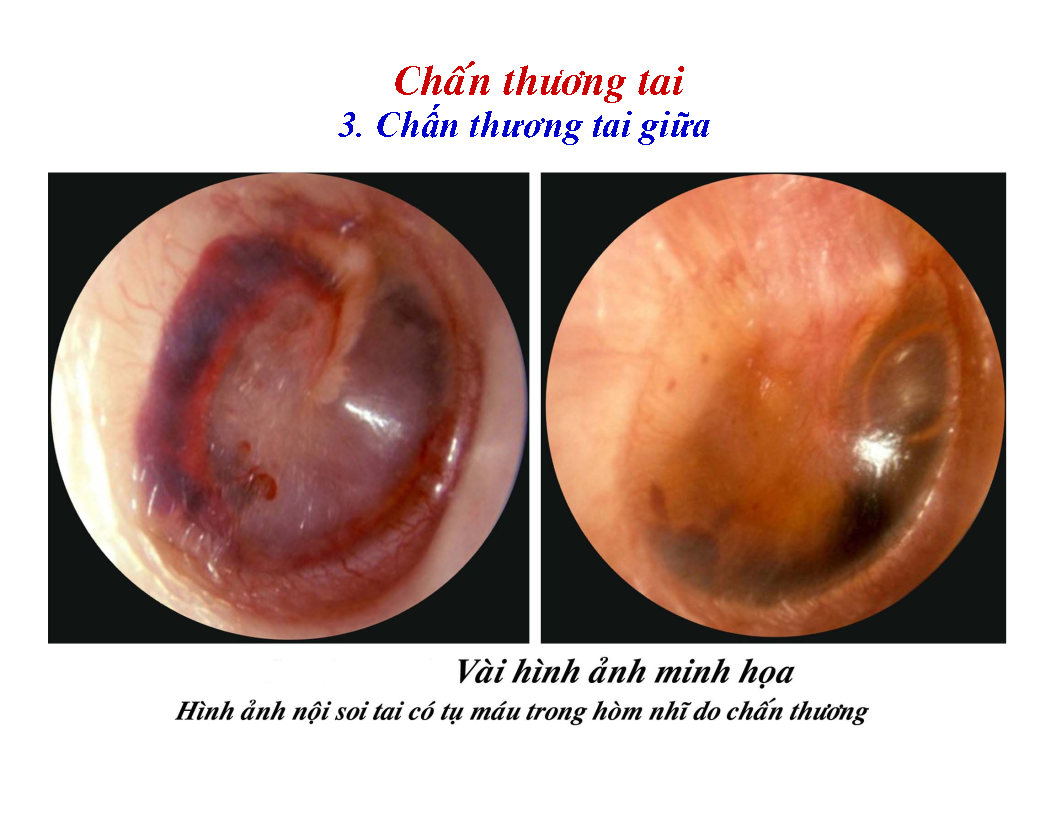 Chấn thương tai
3. Chấn thương tai giữa
Vài hình ảnh minh họa
Hình ảnh nội soi tai có tụ máu trong hòm nhĩ do chấn thương